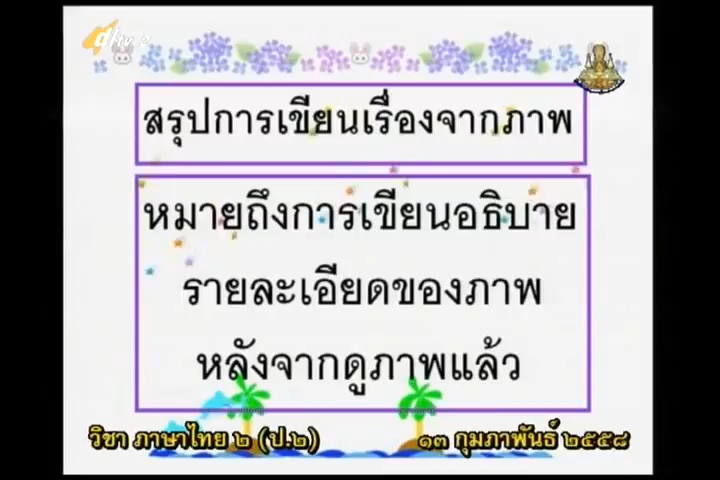 dltv 2
สรุปการเขียนเรื่องจากภาพ
หมายถึงการเขียนอธิบาย
รายละเอียดของภาพ
หลังจากดูภาพแล้ว
วิชา ภาษาไทย ๒ (ป.๒)
๑๓ กุมภาพันธ์ ๒๕๕๘